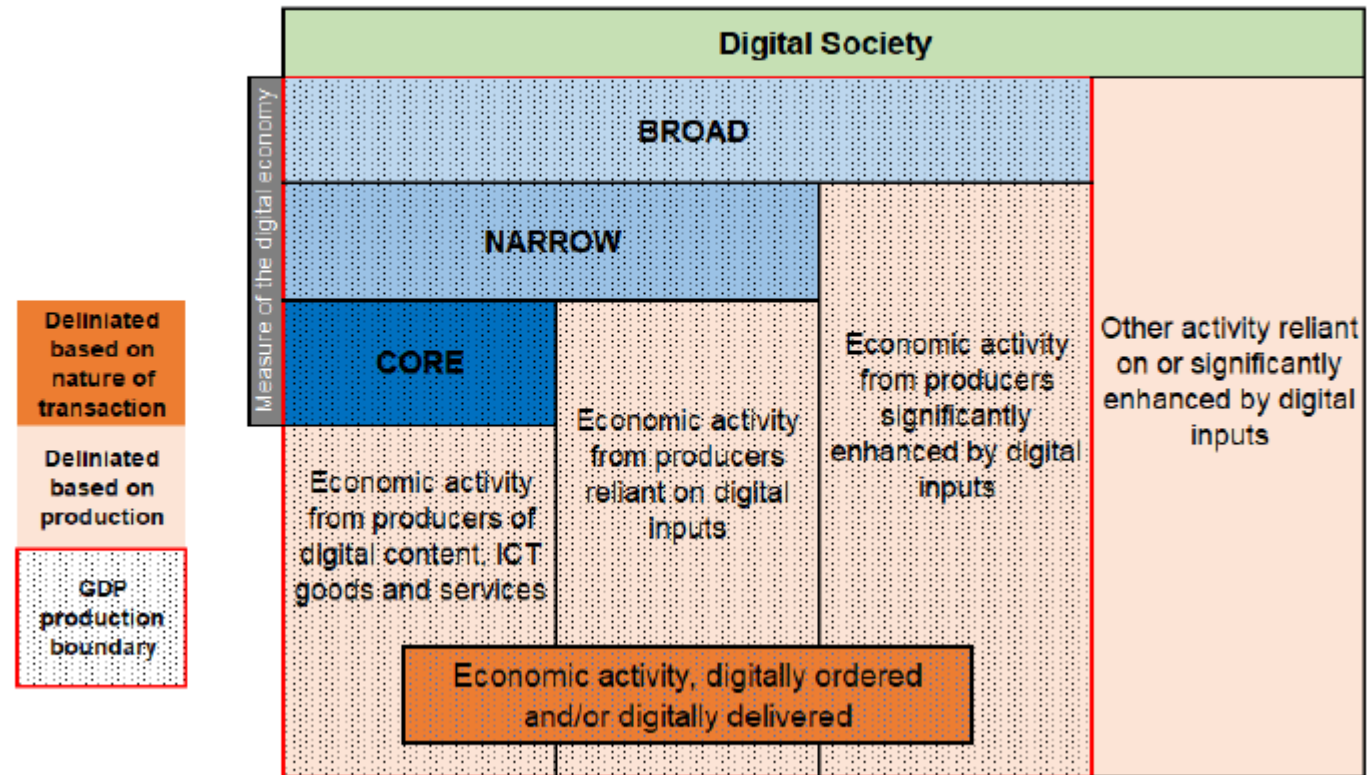 Digital Society
Measure of the digital economy
BROAD
NARROW
CORE
Economic activity
from producers of
digital content, ICT
goods and services
Economic activity
from producers
reliant on digital
inputs
Economic activity
from producers
significantly
enhanced by digital
inputs
Other activity reliant
on or significantly
enhanced by digital
inputs
Economic activity, digitally ordered
and/or digitally delivered
Deliniated
based on
nature of
transaction
Deliniated
based on
production
GDP
production
boundary